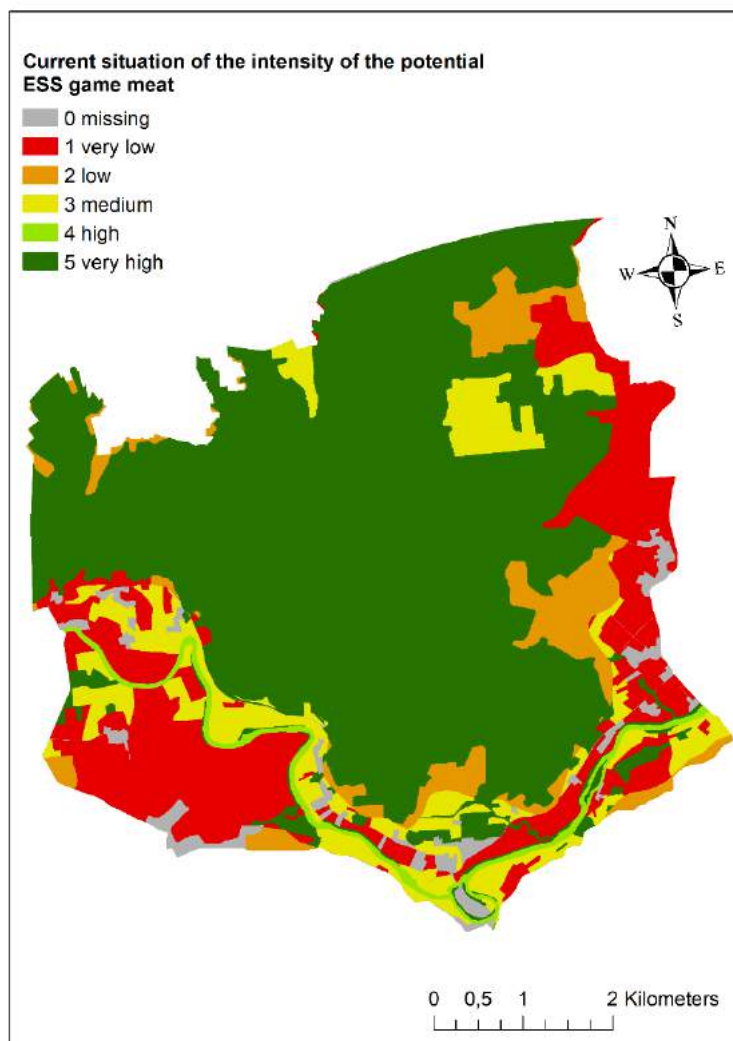 Current situation of the intensity of the potential
ESS game meat
0 missing
1 very low
2 low
3 medium
4 high
5 very high
N
W E
S
0 0,5 1 2 Kilometers